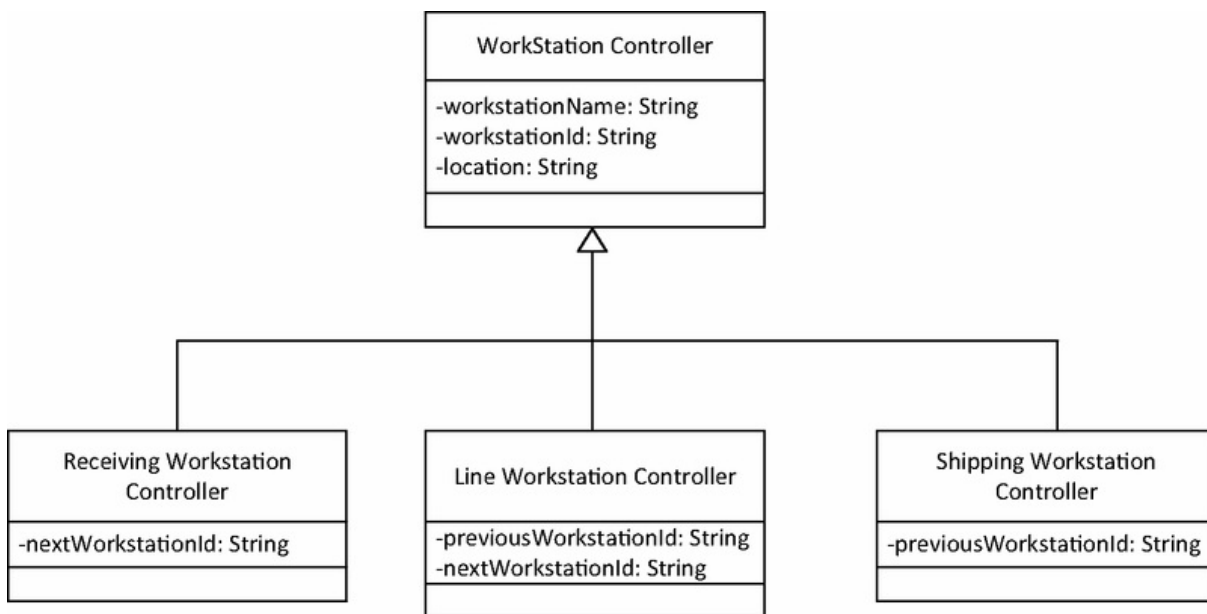 WorkStation Controller
-workstationName: String
-workstationId: String
-location: String
Receiving Workstation
Controller
-nextWorkstationId: String
Line Workstation Controller
-previousWorkstationId: String
-nextWorkstationId: String
Shipping Workstation
Controller
-previousWorkstationId: String